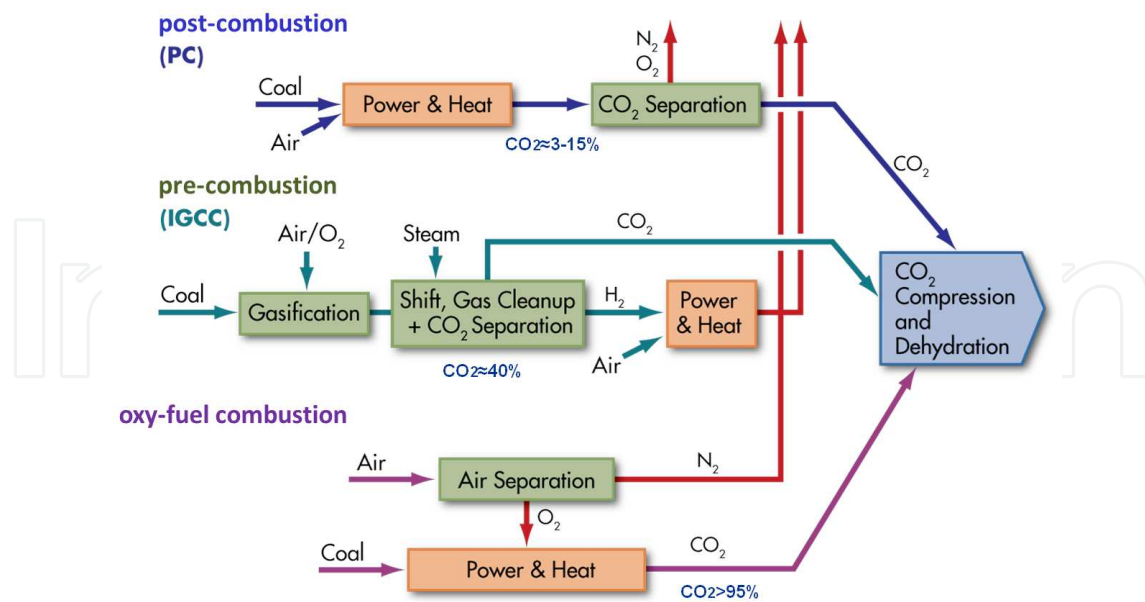 post-combustion
(PC)
N₂
O₂
Coal
Air
Power & Heat
CO₂ Separation
CO₂≈3-15%
CO₂
pre-combustion
(IGCC)
Air/O₂
Steam
CO₂
Coal
Gasification
Shift, Gas Cleanup
+ CO₂ Separation
H₂
Air
Power
& Heat
CO₂≈40%
CO₂
Compression
and
Dehydration
oxy-fuel combustion
Air
Air Separation
N₂
O₂
Coal
Power & Heat
CO₂
CO₂>95%